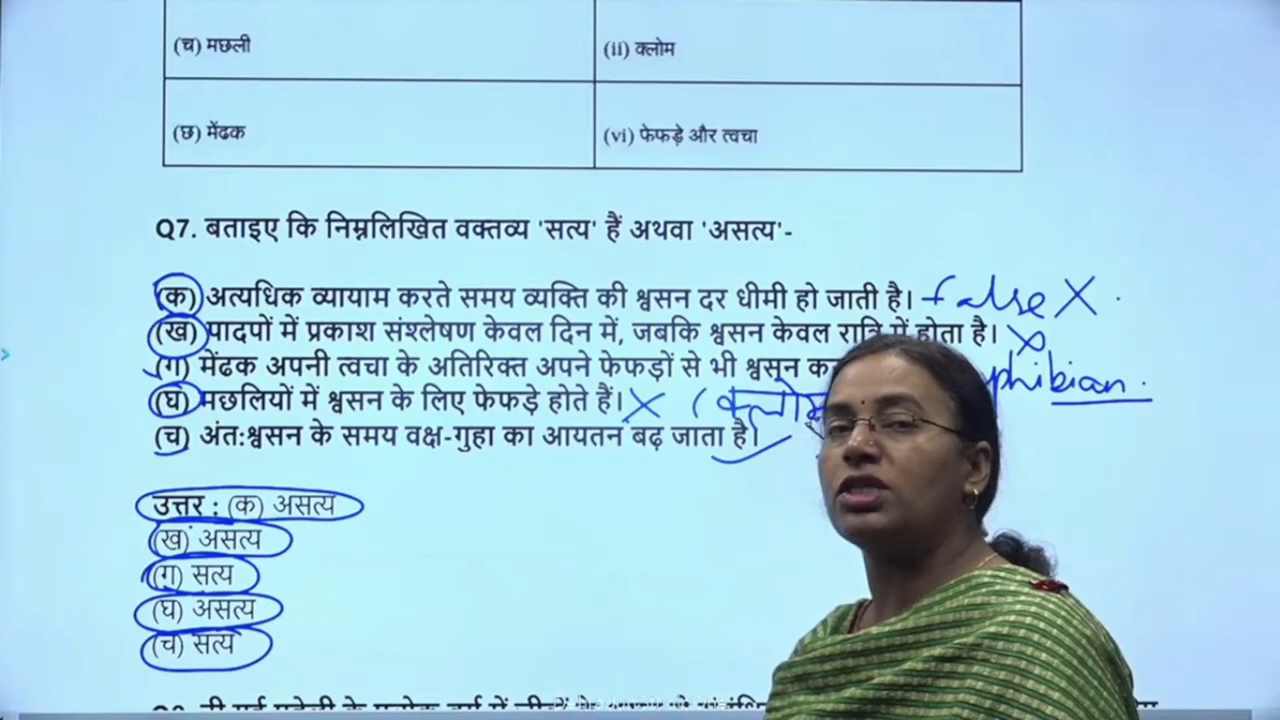 (च) मछली (ii) क्लोम
(छ) मेंढक (vi) फेफड़े और त्वचा
Q7. बताइए कि निम्नलिखित वक्तव्य 'सत्य' हैं अथवा 'असत्य'-
(क) अत्यधिक व्यायाम करते समय व्यक्ति की श्वसन दर धीमी हो जाती है। false X
(ख) पादपों में प्रकाश संश्लेषण केवल दिन में, जबकि श्वसन केवल रात्रि में होता है। X
(ग) मेंढक अपनी त्वचा के अतिरिक्त अपने फेफड़ों से भी श्वसन phibian
(घ) मछलियों में श्वसन के लिए फेफड़े होते हैं। X (क्लोम
(च) अंत:श्वसन के समय वक्ष-गुहा का आयतन बढ़ जाता है।
उत्तर : (क) असत्य
(ख) असत्य
(ग) सत्य
(घ) असत्य
(च) सत्य